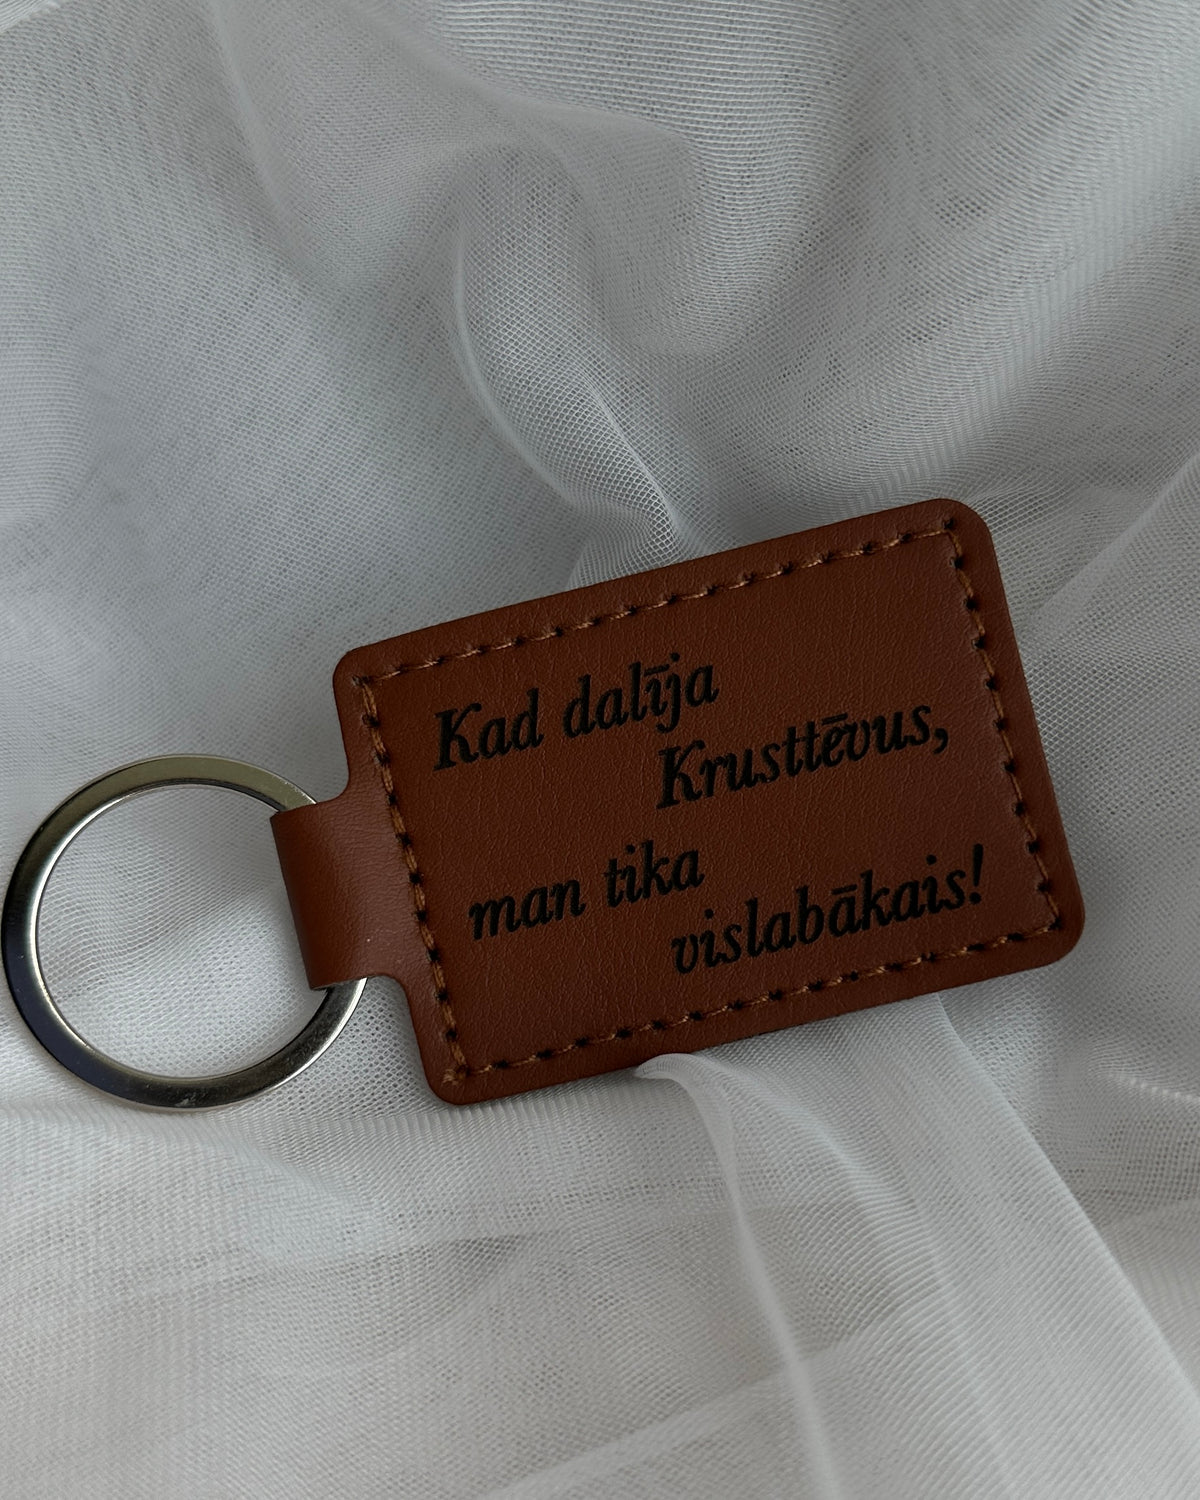 Kad dalīja
Krusttēvus,
man tika
vislabākais!